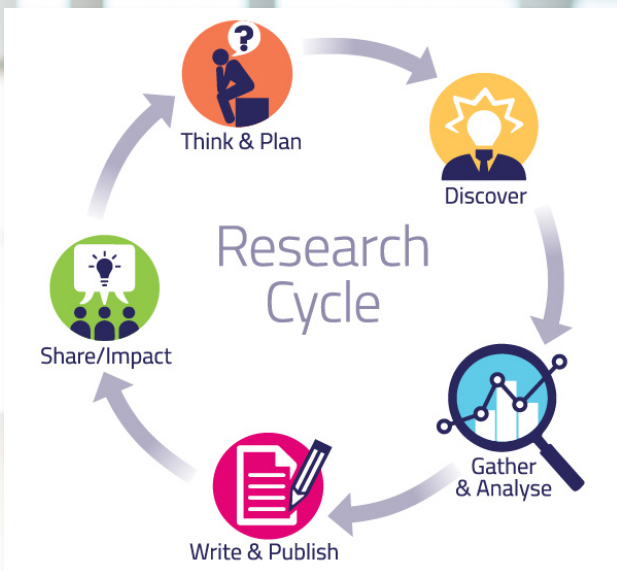 ?
Think & Plan
Discover
Research
Cycle
Share/Impact
Gather
& Analyse
Write & Publish